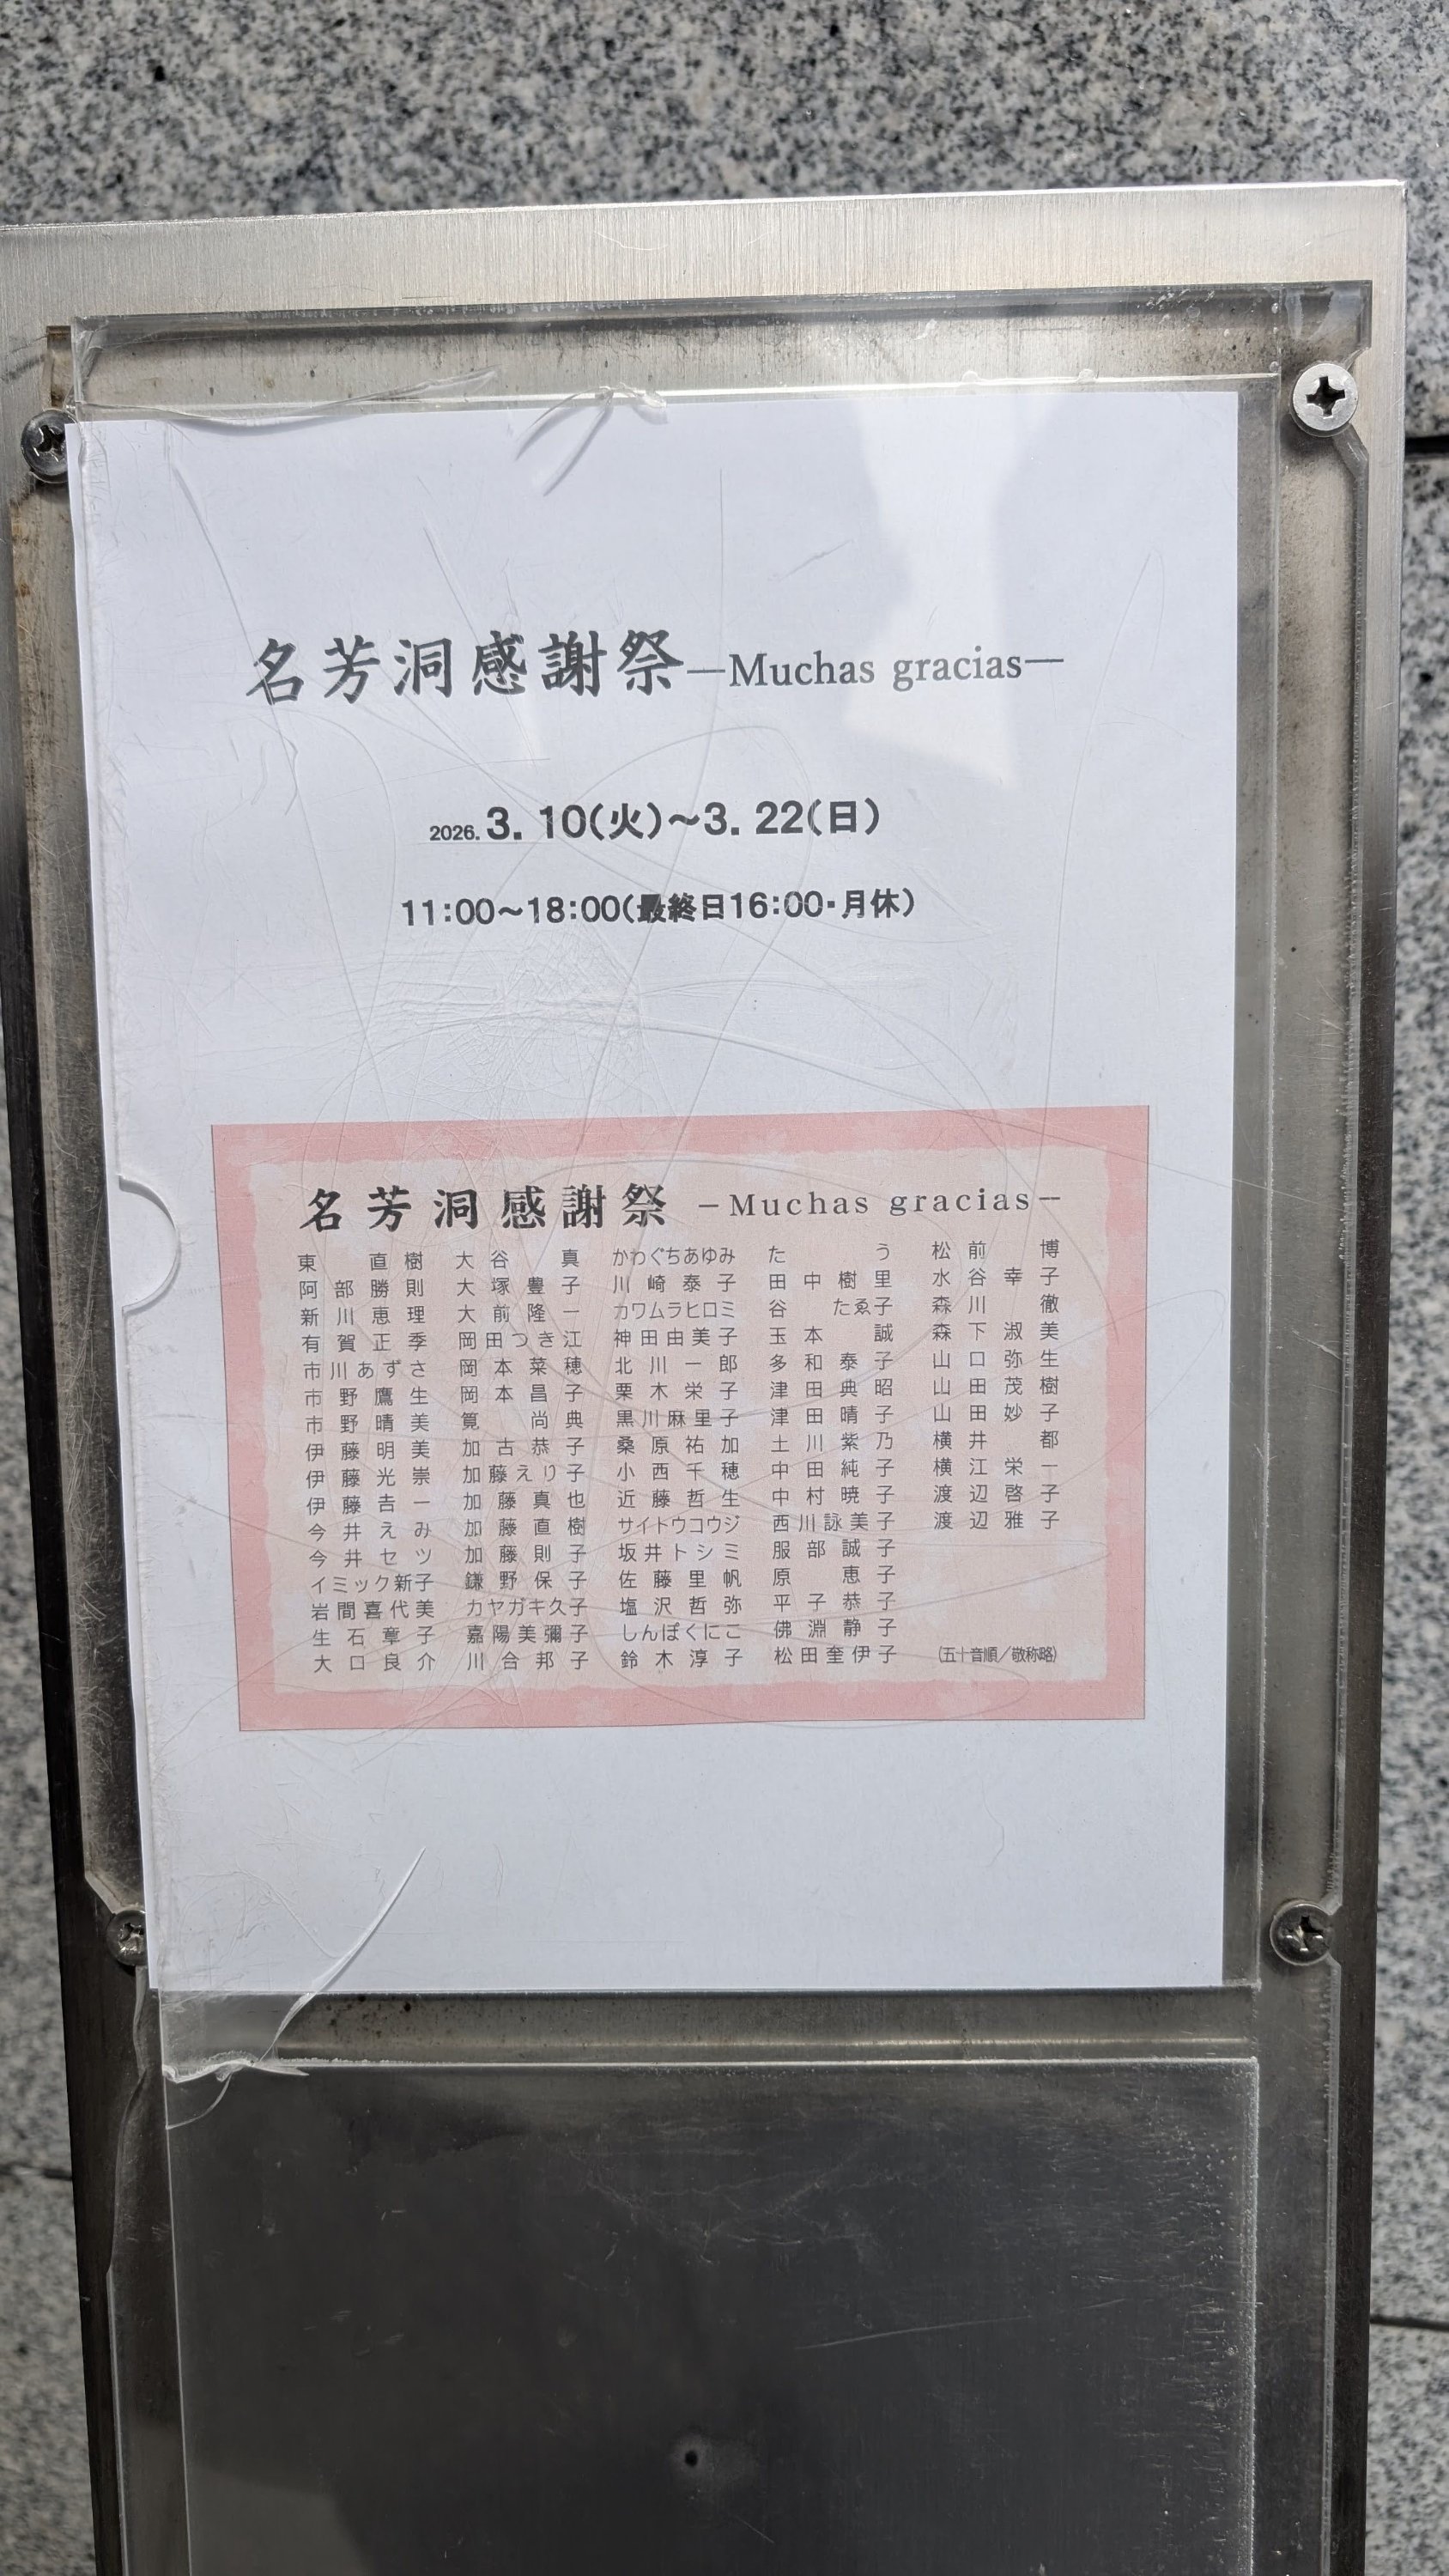 名芳洞感謝祭―Muchas gracias―
2026.3.10(火)～3.22(日)
11:00～18:00(最終日16:00・月休)
名芳洞感謝祭 －Muchas gracias－
東直樹
阿部勝則
新川恵理
有賀正季
市川あずさ
市野鷹生
市野晴美
伊藤明美
伊藤光崇
伊藤吉一
今井えみ
今井セツ
イミック新子
岩間喜代美
生石章子
大口良介
大谷真
大塚豊子
大前隆一
岡田つき江
岡本菜穂
岡本昌子
筧尚典
加古恭子
加藤えり子
加藤真也
加藤直樹
加藤則子
鎌野保子
カヤガキ久子
嘉陽美彌子
川合邦子
かわぐちあゆみ
川崎泰子
カワムラヒロミ
神田由美子
北川一郎
栗木栄子
黒川麻里子
桑原祐加
小西千穂
近藤哲生
サイトウコウジ
坂井トシミ
佐藤里帆
塩沢哲弥
しんぽくにこ
鈴木淳子
たう
田中樹里
谷たゑ子
玉本誠
多和泰子
津田典昭
津田晴子
土川紫乃
中田純子
中村暁子
西川詠美子
服部誠子
原恵子
平子恭子
佛淵静子
松田奎伊子
松前博
水谷幸子
森川徹
森下淑美
山口弥生
山田茂樹
山田妙子
横井都
横江栄一
渡辺啓子
渡辺雅子
(五十音順／敬称略)